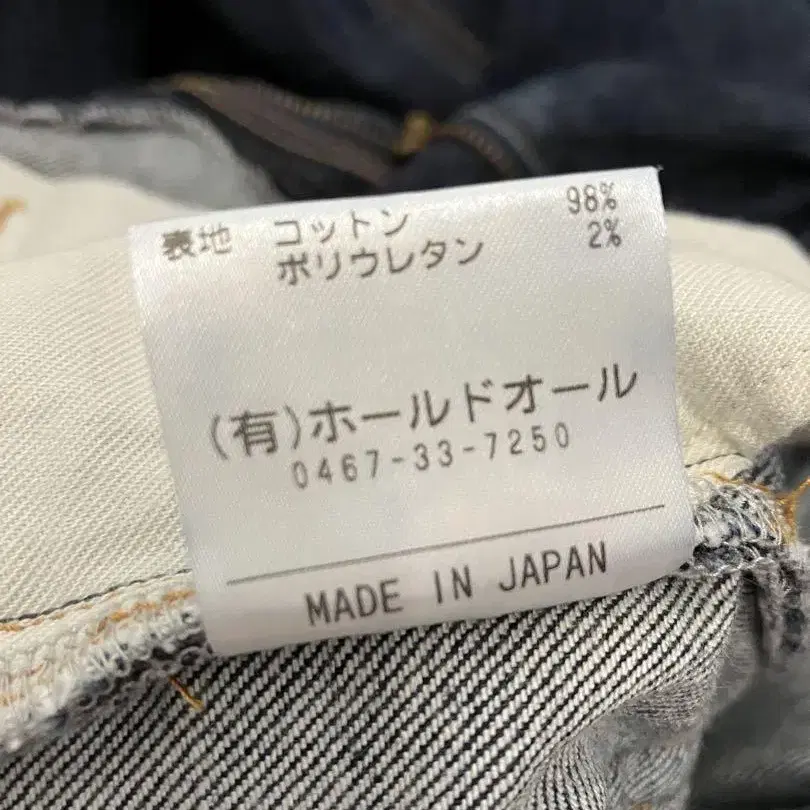 表地 コットン 98%
ポリウレタン 2%
(有)ホールドオール
0467-33-7250
MADE IN JAPAN